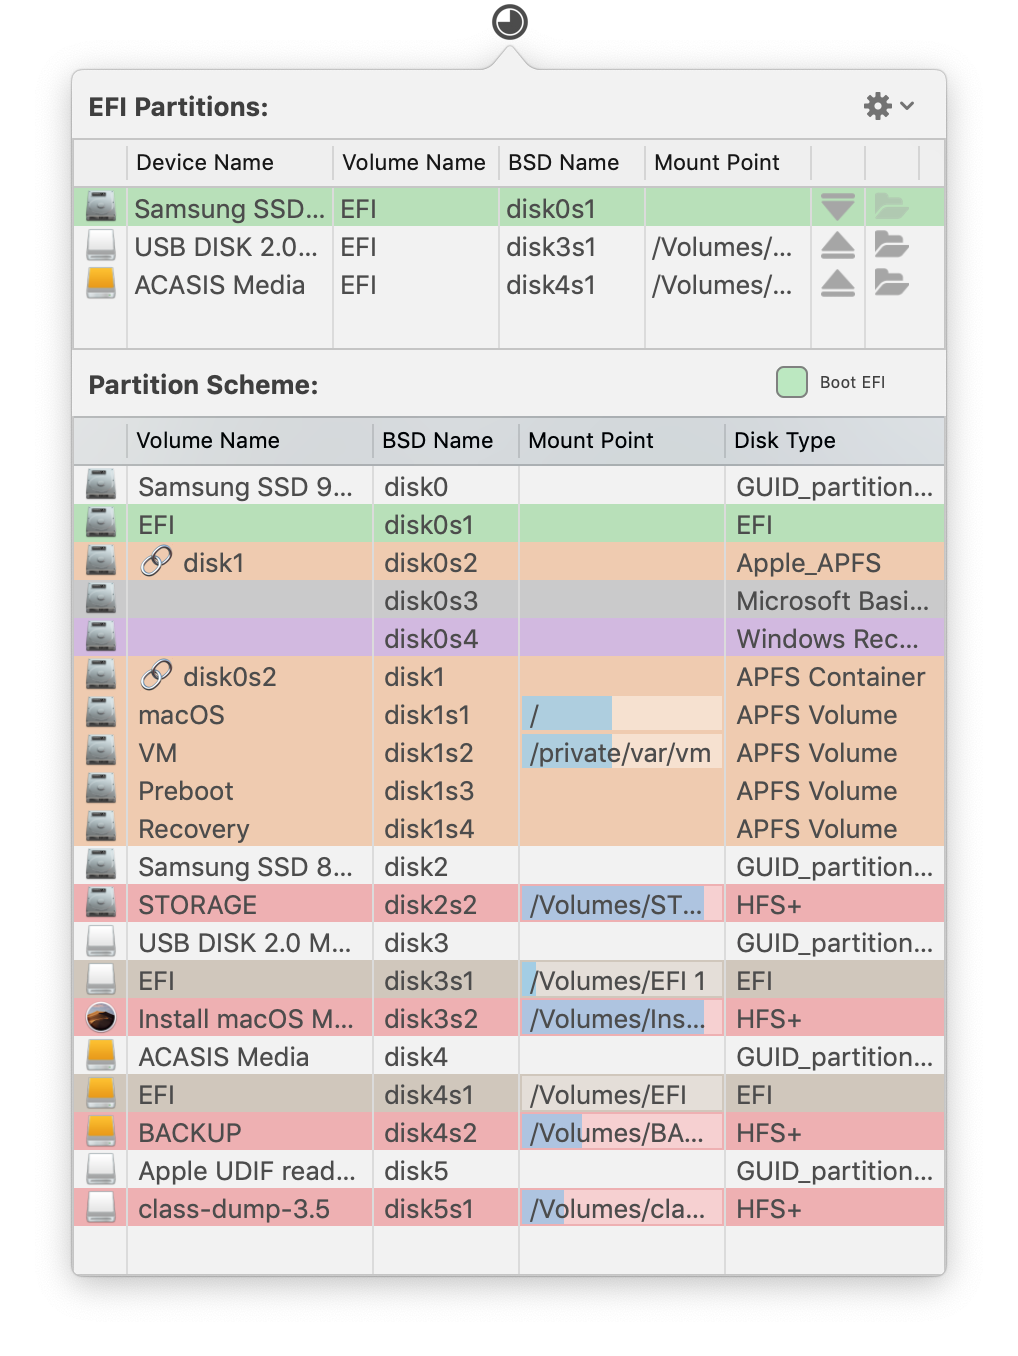 EFI Partitions:
Device Name Volume Name BSD Name Mount Point
Samsung SSD... EFI disk0s1
USB DISK 2.0... EFI disk3s1 /Volumes/...
ACASIS Media EFI disk4s1 /Volumes/...
Partition Scheme: Boot EFI
Volume Name BSD Name Mount Point Disk Type
Samsung SSD 9... disk0 GUID_partition...
EFI disk0s1 EFI
disk1 disk0s2 Apple_APFS
disk0s3 Microsoft Basi...
disk0s4 Windows Rec...
disk0s2 disk1 APFS Container
macOS disk1s1 / APFS Volume
VM disk1s2 /private/var/vm APFS Volume
Preboot disk1s3 APFS Volume
Recovery disk1s4 APFS Volume
Samsung SSD 8... disk2 GUID_partition...
STORAGE disk2s2 /Volumes/ST... HFS+
USB DISK 2.0 M... disk3 GUID_partition...
EFI disk3s1 /Volumes/EFI 1 EFI
Install macOS M... disk3s2 /Volumes/Ins... HFS+
ACASIS Media disk4 GUID_partition...
EFI disk4s1 /Volumes/EFI EFI
BACKUP disk4s2 /Volumes/BA... HFS+
Apple UDIF read... disk5 GUID_partition...
class-dump-3.5 disk5s1 /Volumes/cla... HFS+